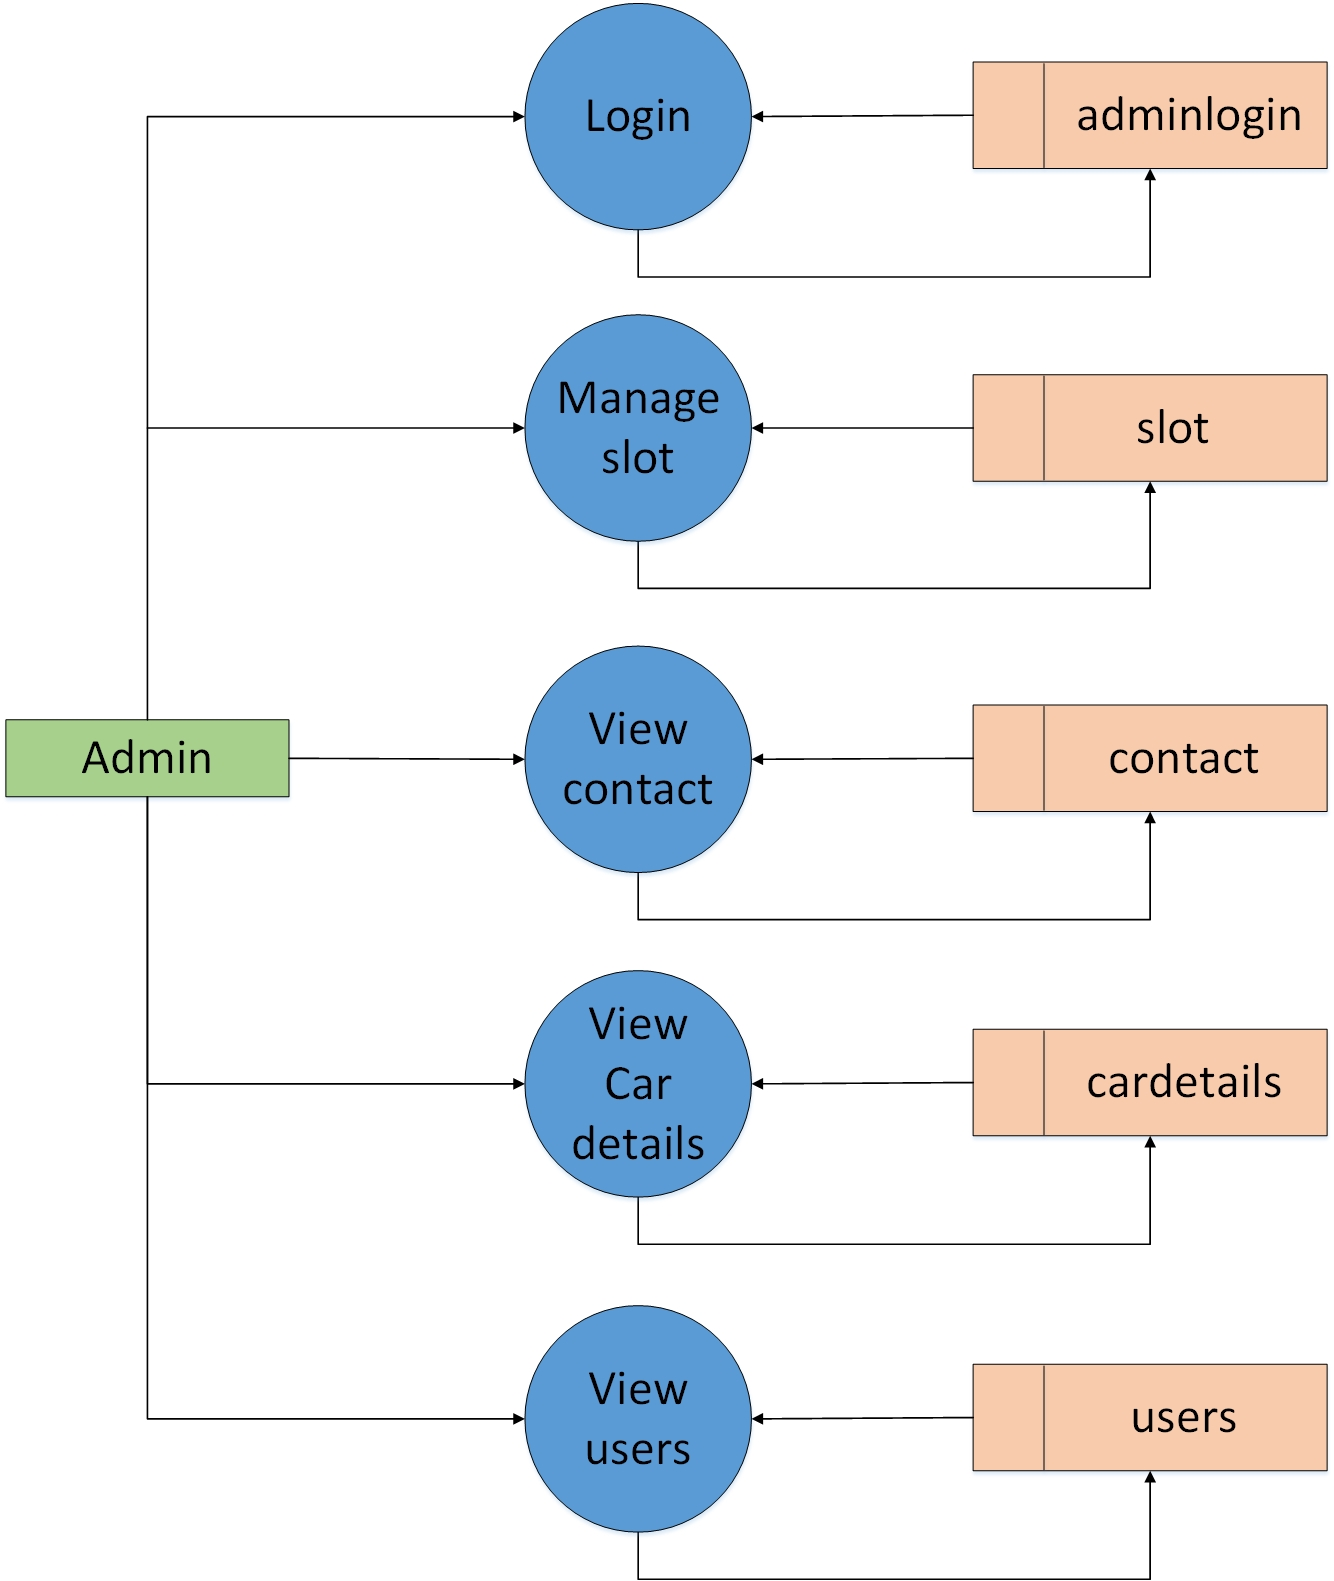 Login
adminlogin
Manage
slot
slot
Admin
View
contact
contact
View
Car
details
cardetails
View
users
users